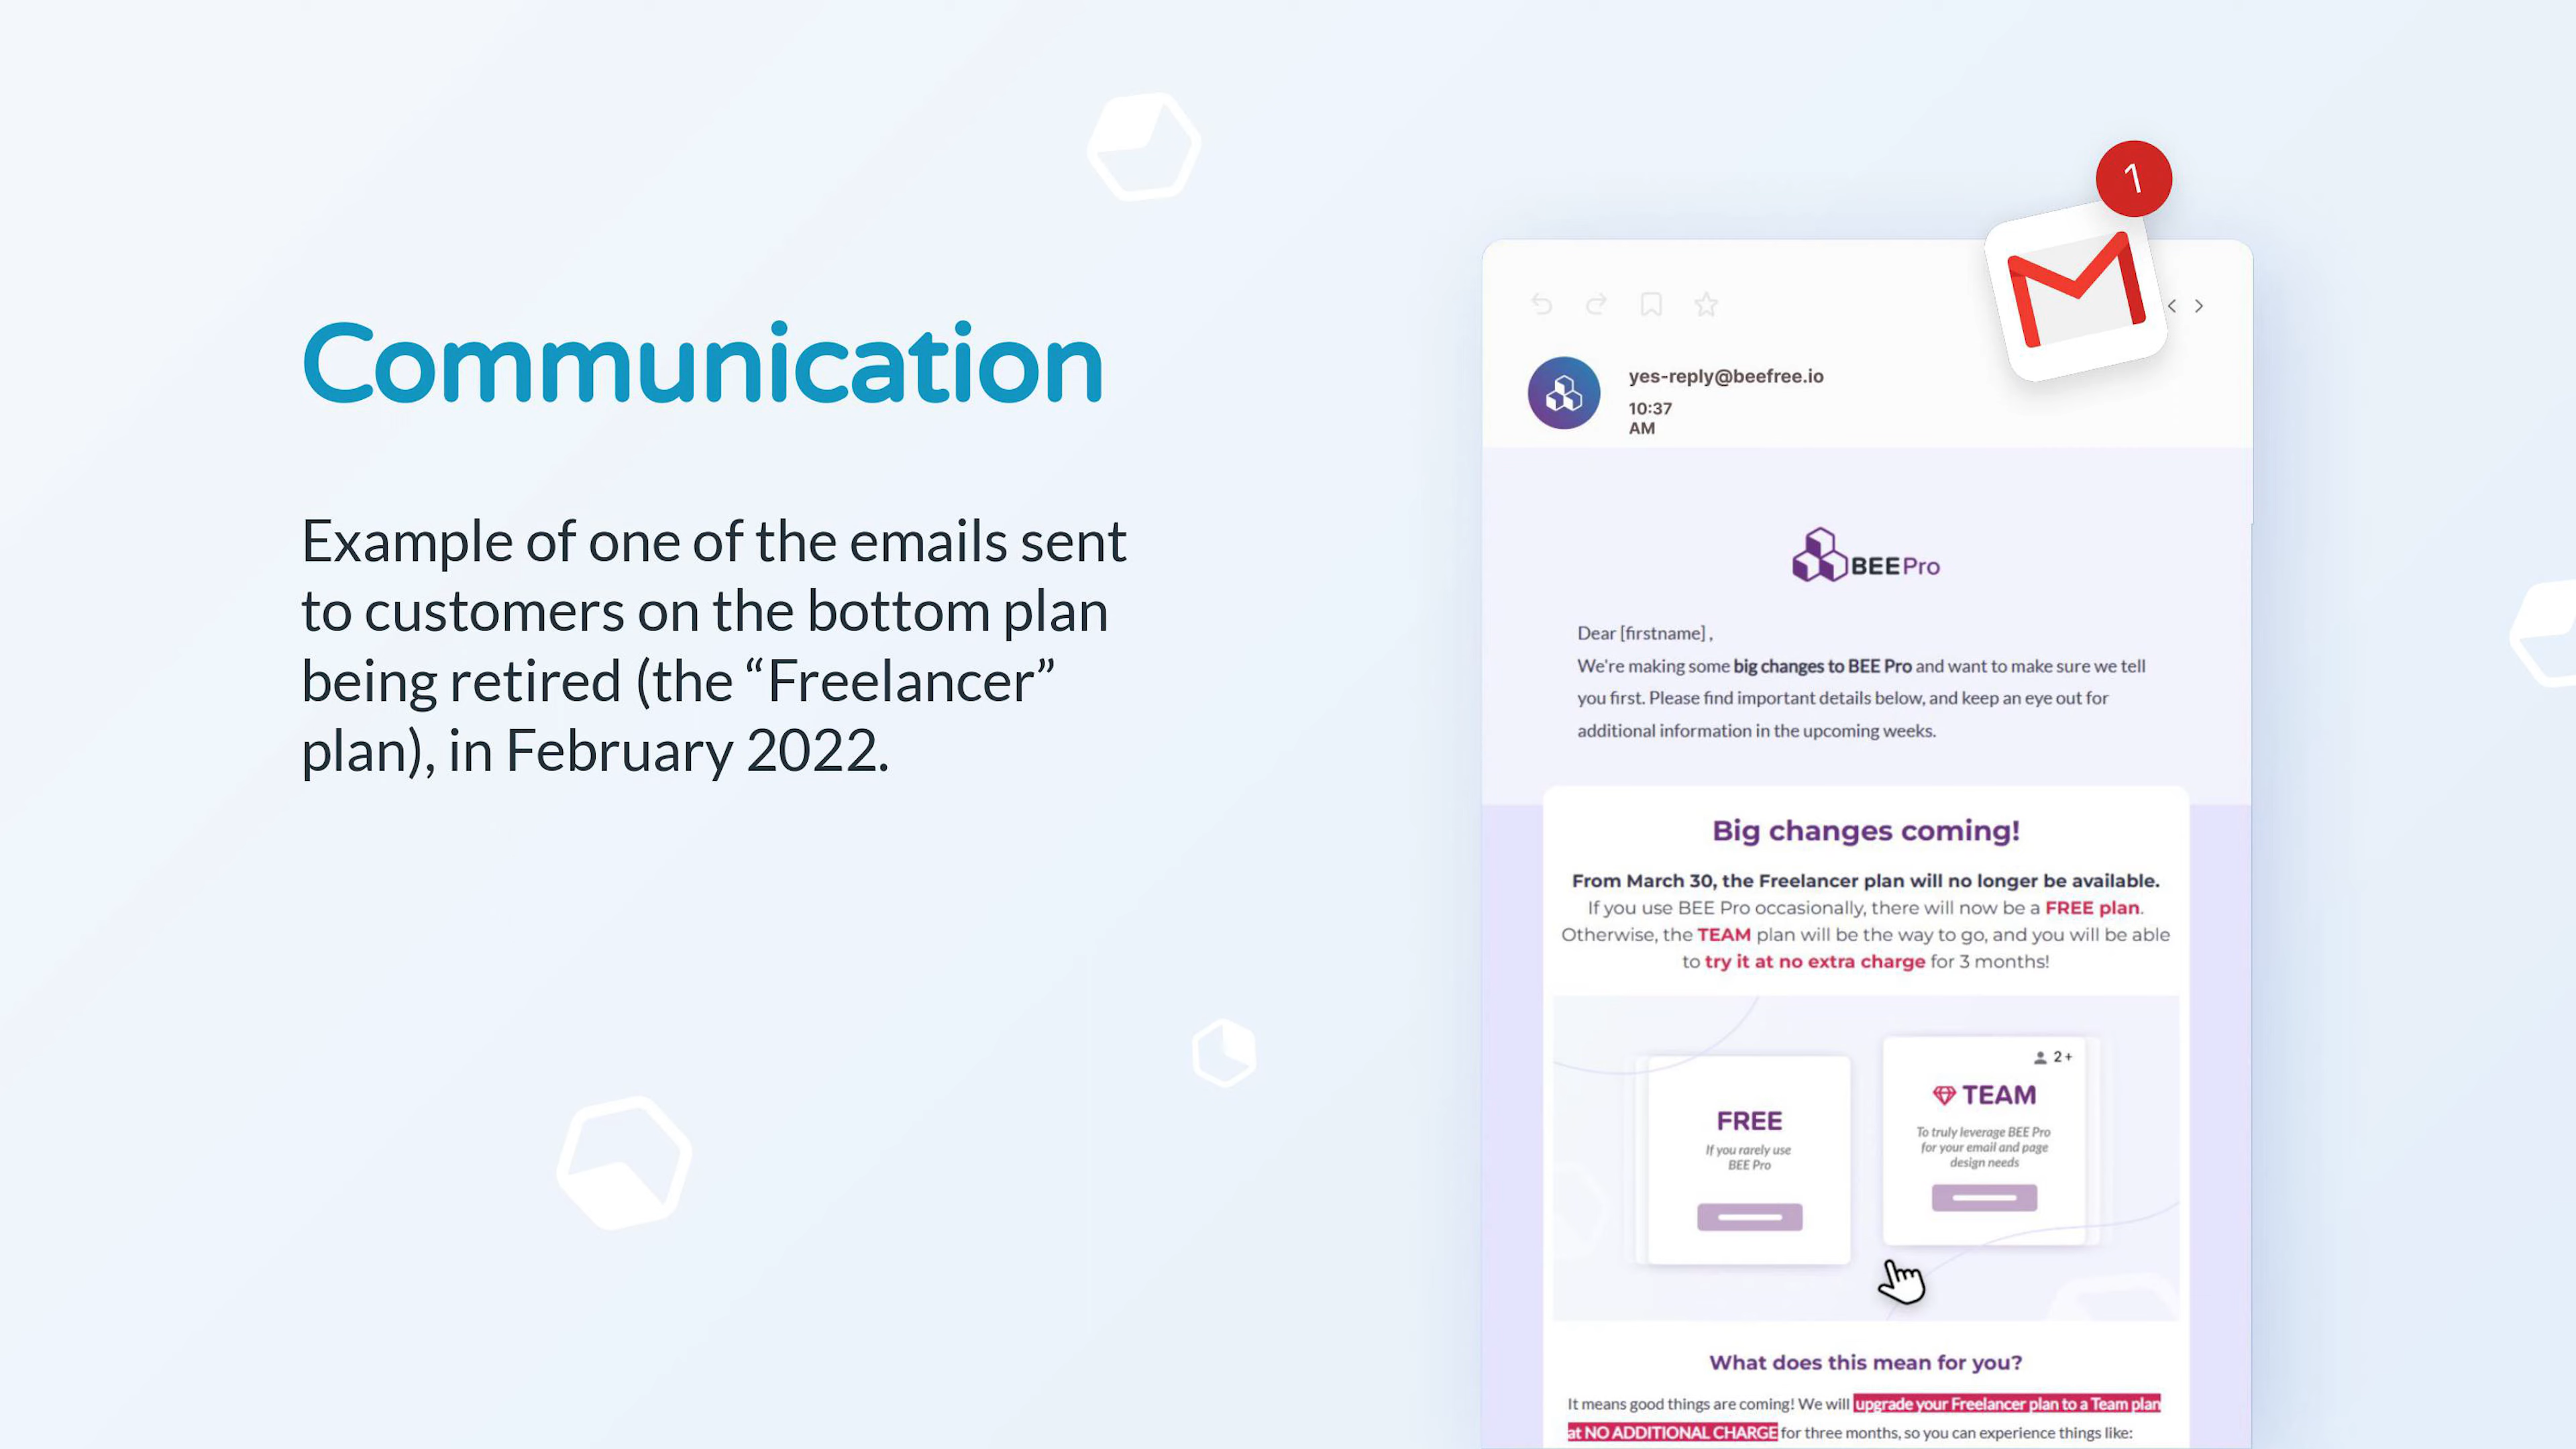 Communication
Example of one of the emails sent
to customers on the bottom plan
being retired (the “Freelancer”
plan), in February 2022.
1
yes-reply@beefree.io
10:37
AM
BEEPro
Dear [firstname] ,
We're making some big changes to BEE Pro and want to make sure we tell
you first. Please find important details below, and keep an eye out for
additional information in the upcoming weeks.
Big changes coming!
From March 30, the Freelancer plan will no longer be available.
If you use BEE Pro occasionally, there will now be a FREE plan.
Otherwise, the TEAM plan will be the way to go, and you will be able
to try it at no extra charge for 3 months!
FREE
If you rarely use
BEE Pro
2+
TEAM
To truly leverage BEE Pro
for your email and page
design needs
What does this mean for you?
It means good things are coming! We will upgrade your Freelancer plan to a Team plan
at NO ADDITIONAL CHARGE for three months, so you can experience things like: